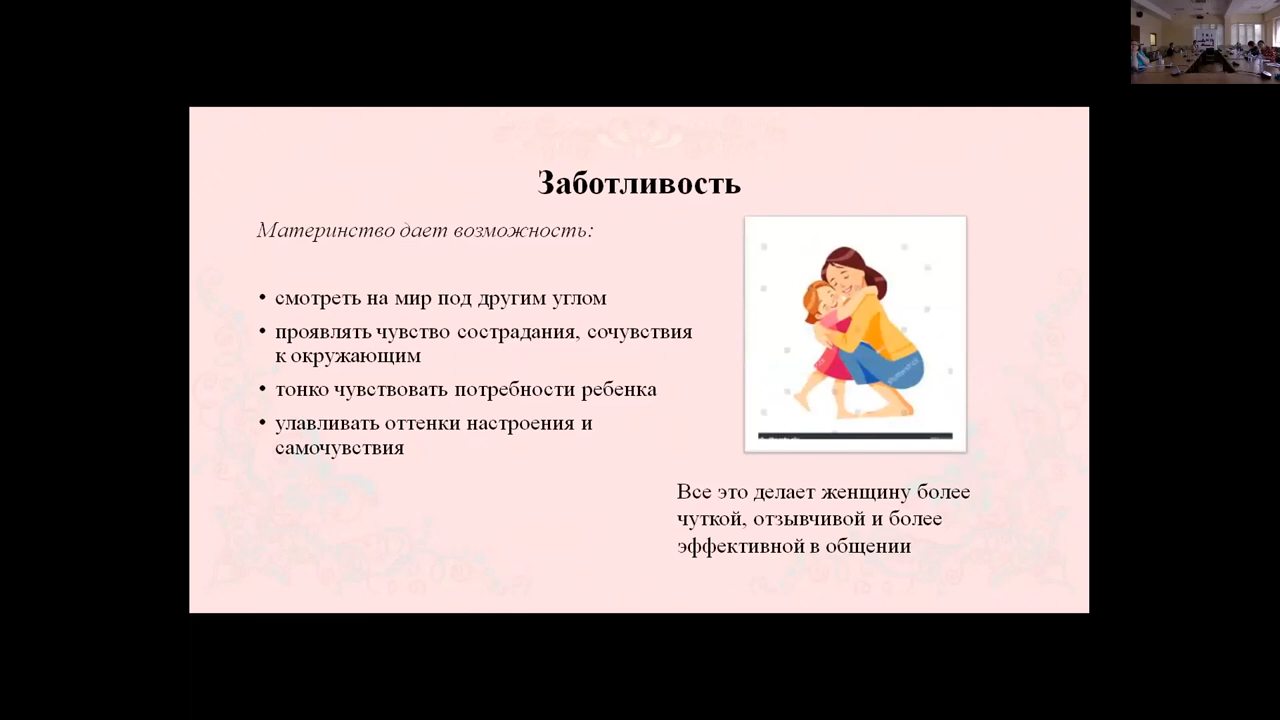 Заботливость
Материнство дает возможность:
• смотреть на мир под другим углом
• проявлять чувство сострадания, сочувствия
к окружающим
• тонко чувствовать потребности ребенка
• улавливать оттенки настроения и
самочувствия
Все это делает женщину более
чуткой, отзывчивой и более
эффективной в общении